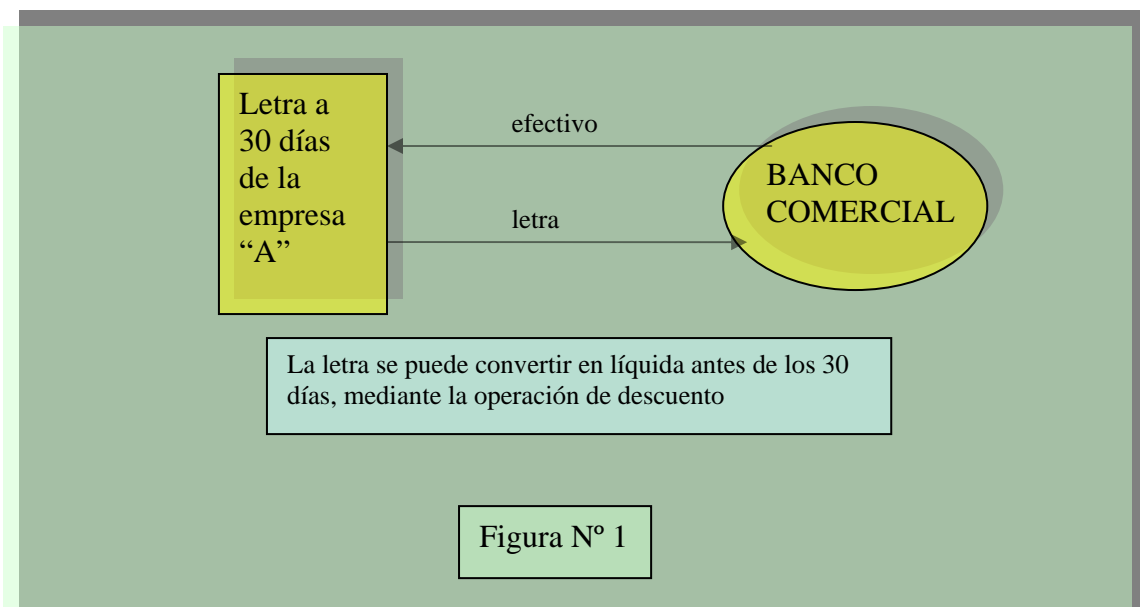 Letra a
30 días
de la
empresa
“A”
efectivo
letra
BANCO
COMERCIAL
La letra se puede convertir en líquida antes de los 30
días, mediante la operación de descuento
Figura Nº 1